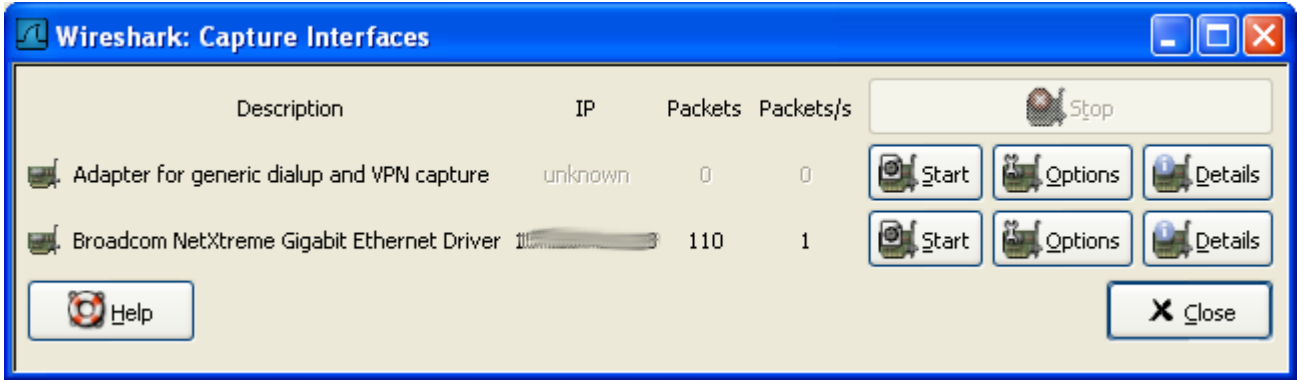 Wireshark: Capture Interfaces
Description IP Packets Packets/s Stop
Adapter for generic dialup and VPN capture unknown 0 0 Start Options Details
Broadcom NetXtreme Gigabit Ethernet Driver 110 1 Start Options Details
Help Close